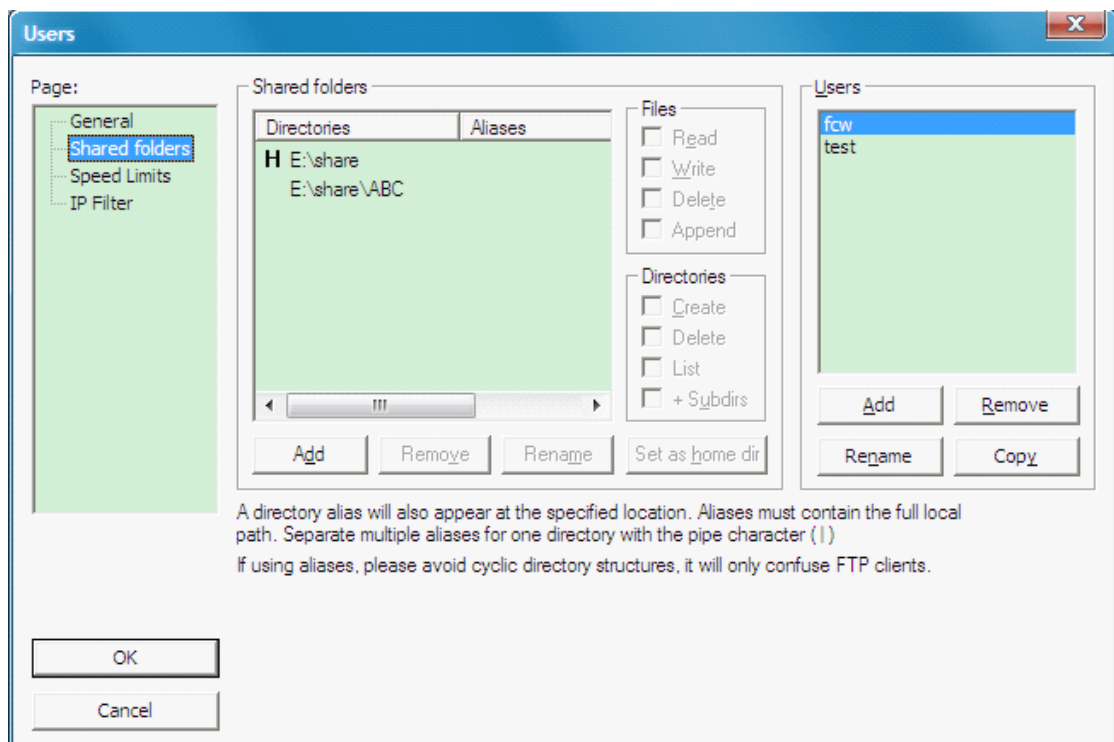 Users
Page:
General
Shared folders
Speed Limits
IP Filter
Shared folders
Directories Aliases
H E:\share
E:\share\ABC
Add Remove Rename Set as home dir
Files
Read
Write
Delete
Append
Directories
Create
Delete
List
+ Subdirs
Users
fcw
test
Add Remove
Rename Copy
A directory alias will also appear at the specified location. Aliases must contain the full local
path. Separate multiple aliases for one directory with the pipe character (|)
If using aliases, please avoid cyclic directory structures, it will only confuse FTP clients.
OK
Cancel